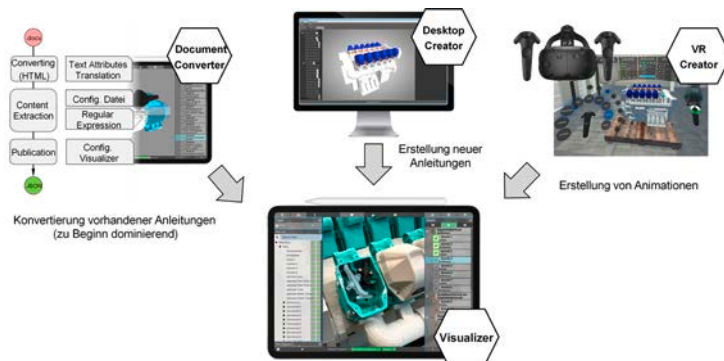 .docx
Converting
(HTML)
Text Attributes
Translation
Document
Converter
Content
Extraction
Config. Datei
Regular
Expression
Publication
Config.
Visualizer
JSON
Konvertierung vorhandener Anleitungen
(zu Beginn dominierend)
Desktop
Creator
Erstellung neuer
Anleitungen
VR
Creator
Erstellung von Animationen
Visualizer